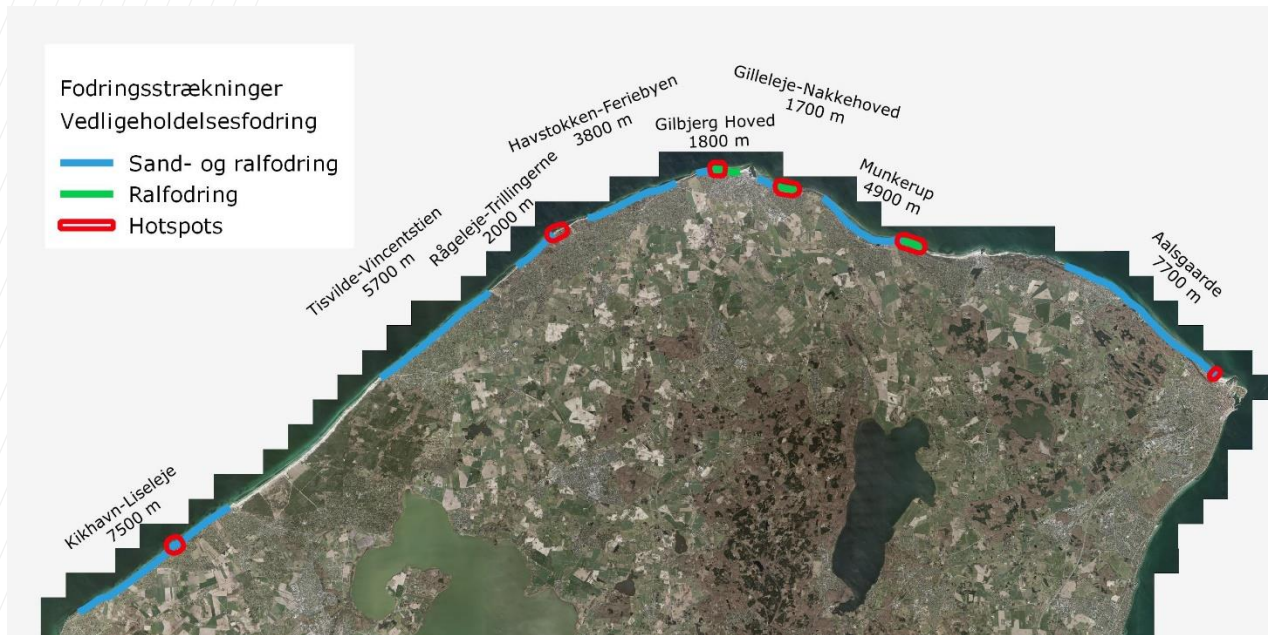 Fodringsstrækninger
Vedligeholdelsesfodring
Sand- og ralfodring
Ralfodring
Hotspots
Kikhavn-Liseleje
7500 m
Tisvilde-Vincentstien
5700 m
Rågeleje-Trillingerne
2000 m
Havstokken-Feriebyen
3800 m
Gilbjerg Hoved
1800 m
Gilleleje-Nakkehoved
1700 m
Munkerup
4900 m
Aalsgaarde
7700 m